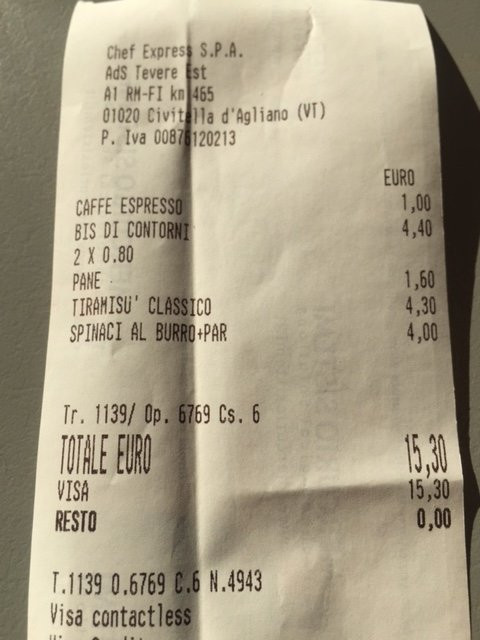 Chef Express S.P.A.
AdS Tevere Est
A1 RM-FI km 465
01020 Civitella d'Agliano (VT)
P. Iva 00876120213
EURO
CAFFE ESPRESSO 1,00
BIS DI CONTORNI 4,40
2 X 0.80
PANE 1,60
TIRAMISU' CLASSICO 4,30
SPINACI AL BURRO+PAR 4,00
Tr. 1139/ Op. 6769 Cs. 6
TOTALE EURO 15,30
VISA 15,30
RESTO 0,00
T.1139 O.6769 C.6 N.4943
Visa contactless